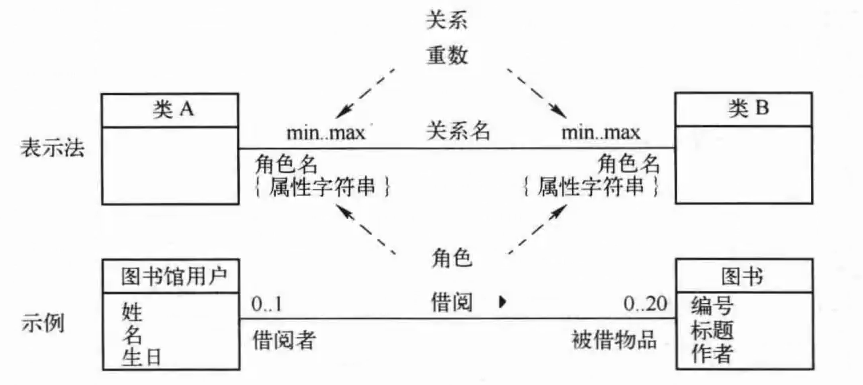 关系
重数
类 A
类 B
表示法
min..max
关系名
min..max
角色名
角色名
{ 属性字符串 }
{ 属性字符串 }
角色
图书馆用户
图书
示例
姓
名
生日
0..1
借阅
0..20
借阅者
被借物品
编号
标题
作者